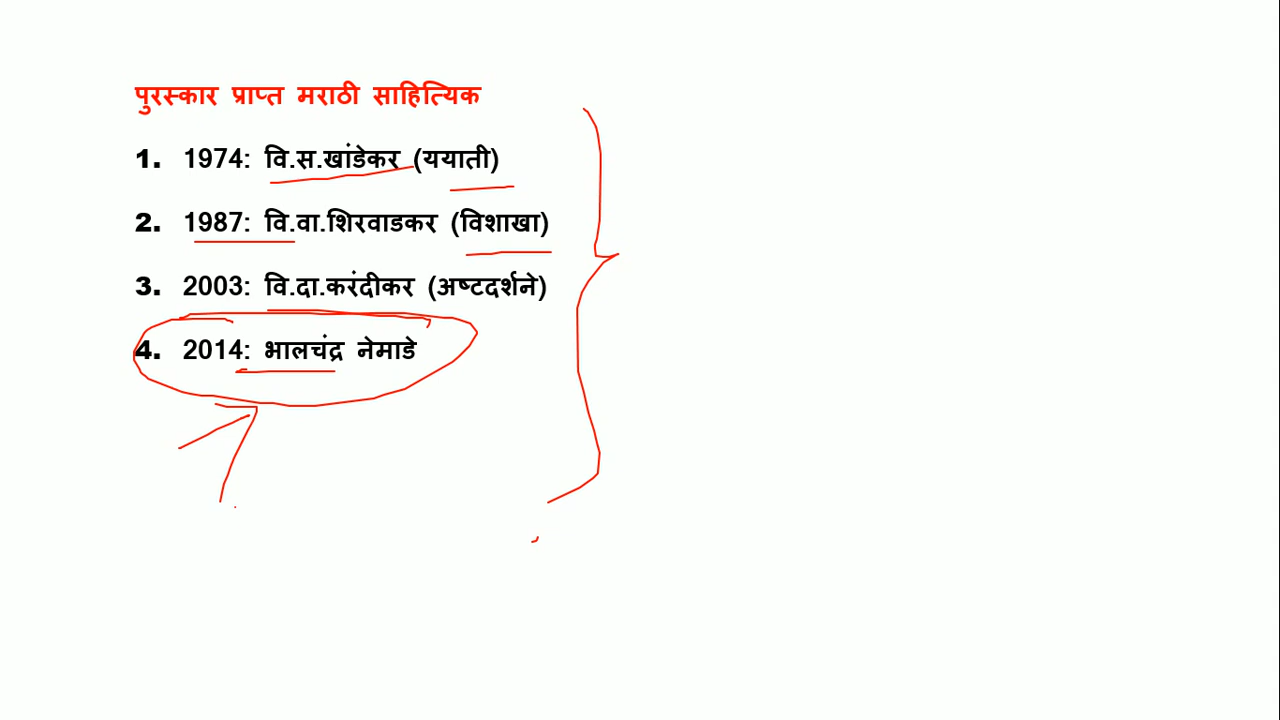 पुरस्कार प्राप्त मराठी साहित्यिक
1. 1974: वि.स.खांडेकर (ययाती)
2. 1987: वि.वा.शिरवाडकर (विशाखा)
3. 2003: वि.दा.करंदीकर (अष्टदर्शने)
4. 2014: भालचंद्र नेमाडे